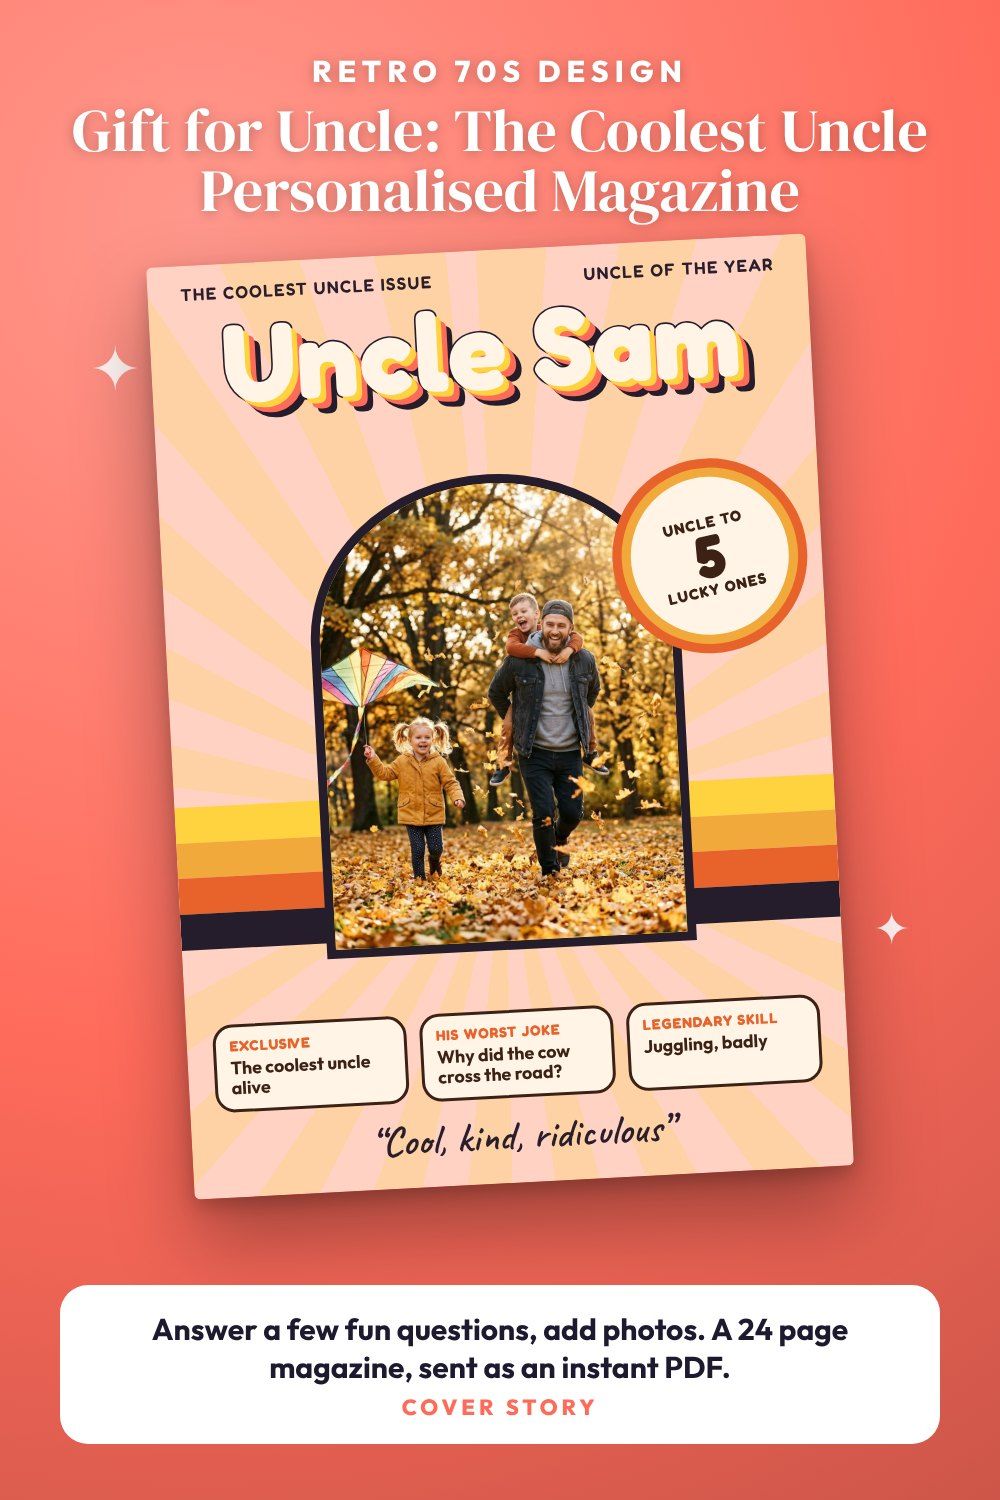 RETRO 70S DESIGN
Gift for Uncle: The Coolest Uncle
Personalised Magazine
THE COOLEST UNCLE ISSUE
UNCLE OF THE YEAR
Uncle Sam
UNCLE TO
5
LUCKY ONES
EXCLUSIVE
The coolest uncle
alive
HIS WORST JOKE
Why did the cow
cross the road?
LEGENDARY SKILL
Juggling, badly
“Cool, kind, ridiculous”
Answer a few fun questions, add photos. A 24 page
magazine, sent as an instant PDF.
COVER STORY